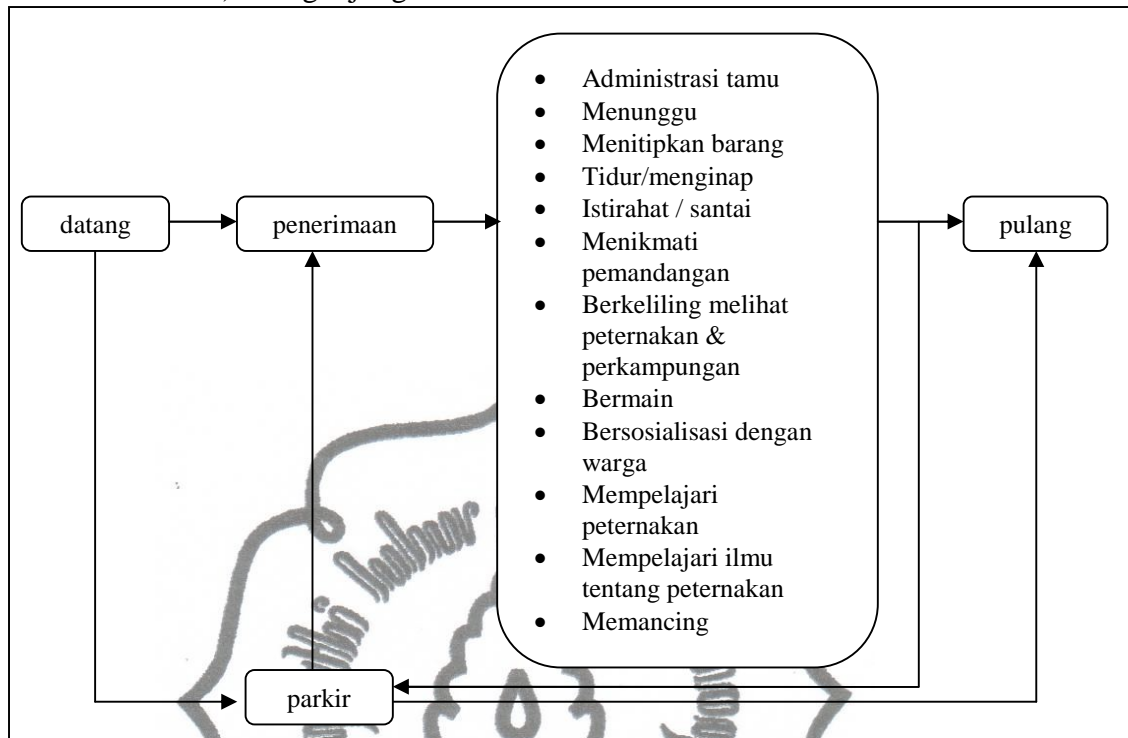 datang
penerimaan
• Administrasi tamu
• Menunggu
• Menitipkan barang
• Tidur/menginap
• Istirahat / santai
• Menikmati
pemandangan
• Berkeliling melihat
peternakan &
perkampungan
• Bermain
• Bersosialisasi dengan
warga
• Mempelajari
peternakan
• Mempelajari ilmu
tentang peternakan
• Memancing
pulang
parkir